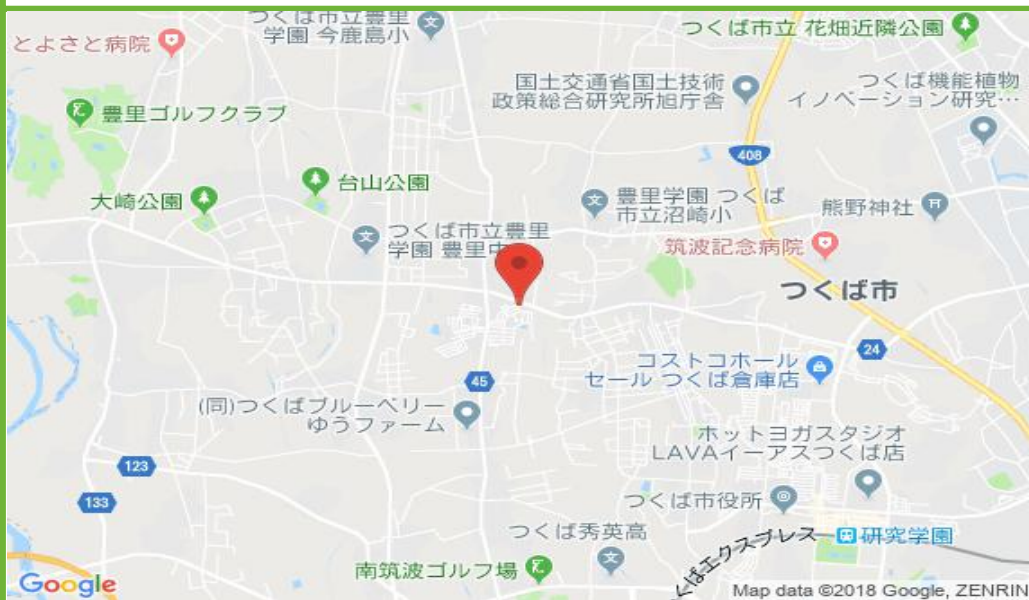 つくば市立豊里
学園 今鹿島小
つくば市立 花畑近隣公園
とよさと病院
国土交通省国土技術
政策総合研究所旭庁舎
つくば機能植物
イノベーション研究…
豊里ゴルフクラブ
408
台山公園
大崎公園
豊里学園 つくば
市立沼崎小
熊野神社
つくば市立豊里
学園 豊里中
筑波記念病院
つくば市
コストコホール
セール つくば倉庫店
24
45
(同)つくばブルーベリー
ゆうファーム
ホットヨガスタジオ
LAVAイーアスつくば店
123
133
つくば市役所
つくば秀英高
研究学園
くばエクスプレス
南筑波ゴルフ場
Google
Map data ©2018 Google, ZENRIN